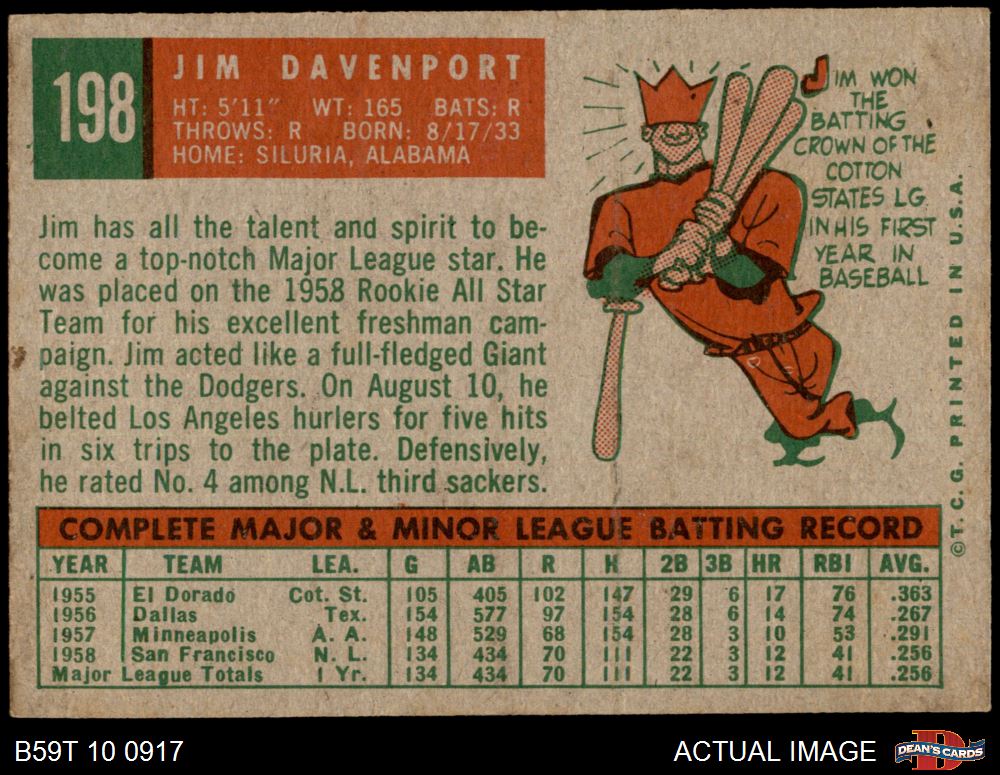 198
JIM DAVENPORT
HT: 5'11" WT: 165 BATS: R
THROWS: R BORN: 8/17/33
HOME: SILURIA, ALABAMA
Jim has all the talent and spirit to be-
come a top-notch Major League star. He
was placed on the 1958 Rookie All Star
Team for his excellent freshman cam-
paign. Jim acted like a full-fledged Giant
against the Dodgers. On August 10, he
belted Los Angeles hurlers for five hits
in six trips to the plate. Defensively,
he rated No. 4 among N.L. third sackers.
JIM WON
THE
BATTING
CROWN OF THE
COTTON
STATES LG.
IN HIS FIRST
YEAR IN
BASEBALL
©T. C. G. PRINTED IN U.S.A.
COMPLETE MAJOR & MINOR LEAGUE BATTING RECORD
YEAR TEAM LEA. G AB R H 2B 3B HR RBI AVG.
1955 El Dorado Cot. St. 105 405 102 147 29 6 17 76 .363
1956 Dallas Tex. 154 577 97 154 28 6 14 74 .267
1957 Minneapolis A. A. 148 529 68 154 28 3 10 53 .291
1958 San Francisco N. L. 134 434 70 111 22 3 12 41 .256
Major League Totals 1 Yr. 134 434 70 111 22 3 12 41 .256
B59T 10 0917
ACTUAL IMAGE
D
DEAN'S CARDS